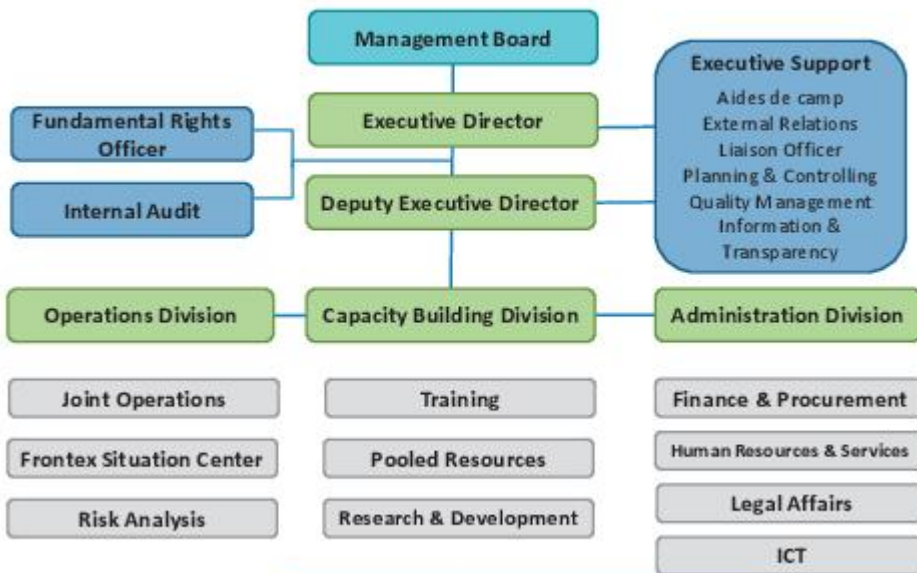 Management Board
Executive Director
Deputy Executive Director
Fundamental Rights
Officer
Internal Audit
Executive Support
Aides de camp
External Relations
Liaison Officer
Planning & Controlling
Quality Management
Information &
Transparency
Operations Division
Capacity Building Division
Administration Division
Joint Operations
Frontex Situation Center
Risk Analysis
Training
Pooled Resources
Research & Development
Finance & Procurement
Human Resources & Services
Legal Affairs
ICT